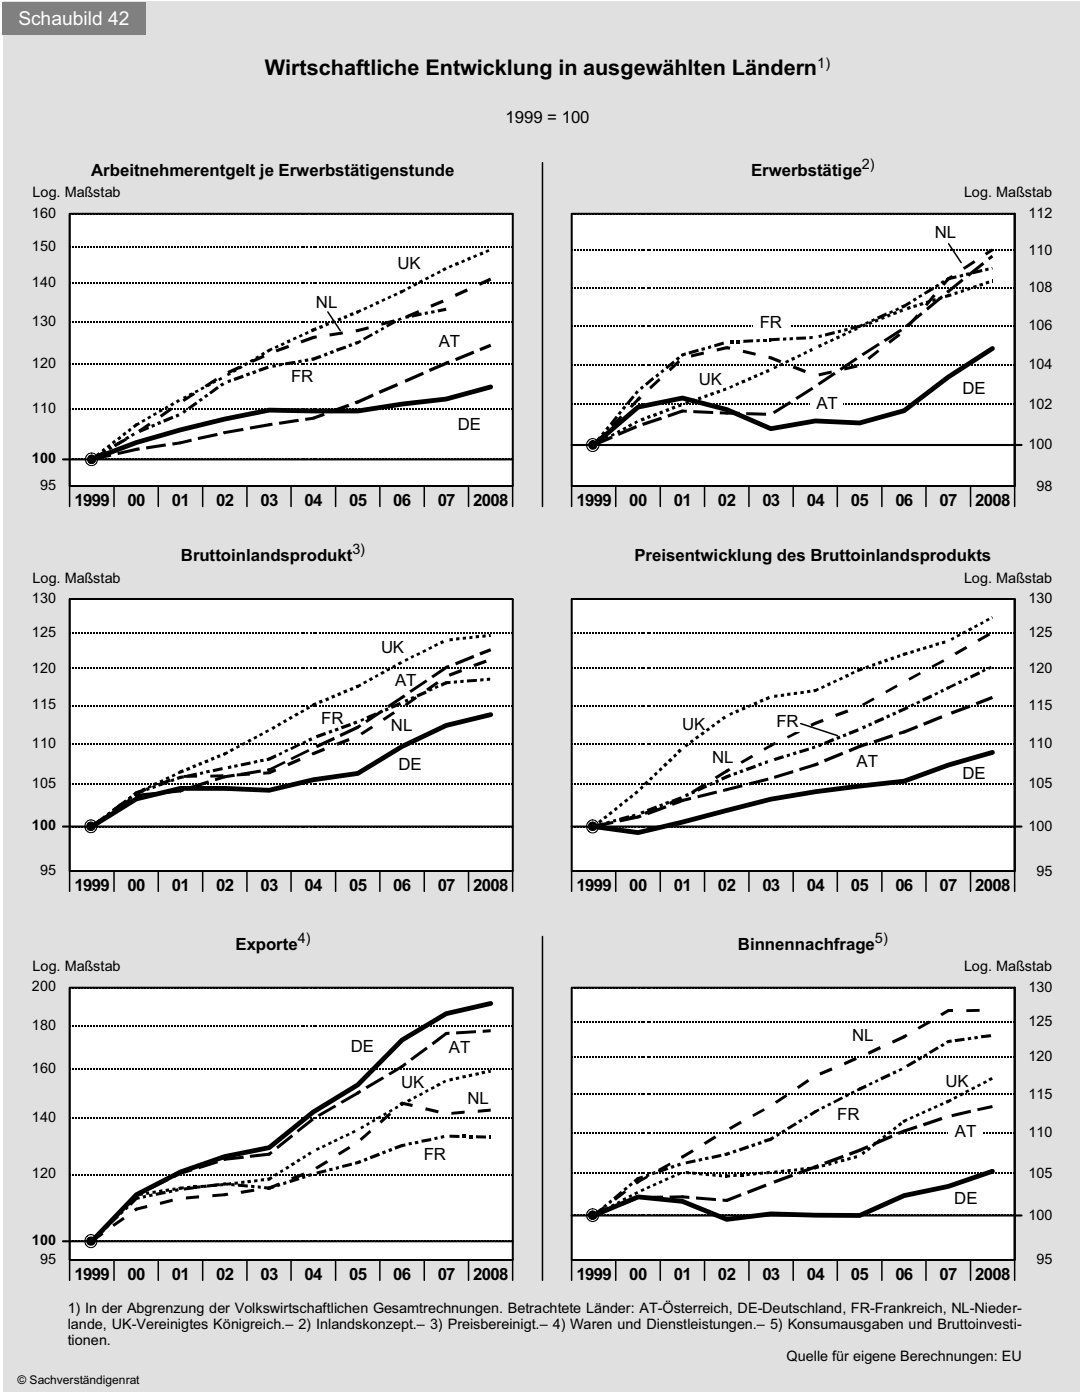 Schaubild 42
Wirtschaftliche Entwicklung in ausgewählten Ländern1)
1999 = 100
Arbeitnehmerentgelt je Erwerbstätigenstunde
Log. Maßstab
160
150
140
130
120
110
100
95
UK
NL
AT
FR
DE
1999 00 01 02 03 04 05 06 07 2008
Erwerbstätige2)
Log. Maßstab
112
110
108
106
104
102
100
98
NL
FR
UK
AT
DE
1999 00 01 02 03 04 05 06 07 2008
Bruttoinlandsprodukt3)
Log. Maßstab
130
125
120
115
110
105
100
95
UK
AT
FR
NL
DE
1999 00 01 02 03 04 05 06 07 2008
Preisentwicklung des Bruttoinlandsprodukts
Log. Maßstab
130
125
120
115
110
105
100
95
UK
FR
NL
AT
DE
1999 00 01 02 03 04 05 06 07 2008
Exporte4)
Log. Maßstab
200
180
160
140
120
100
95
DE
AT
UK
NL
FR
1999 00 01 02 03 04 05 06 07 2008
Binnennachfrage5)
Log. Maßstab
130
125
120
115
110
105
100
95
NL
UK
FR
AT
DE
1999 00 01 02 03 04 05 06 07 2008
1) In der Abgrenzung der Volkswirtschaftlichen Gesamtrechnungen. Betrachtete Länder: AT-Österreich, DE-Deutschland, FR-Frankreich, NL-Nieder-
lande, UK-Vereinigtes Königreich.– 2) Inlandskonzept.– 3) Preisbereinigt.– 4) Waren und Dienstleistungen.– 5) Konsumausgaben und Bruttoinvesti-
tionen.
Quelle für eigene Berechnungen: EU
© Sachverständigenrat